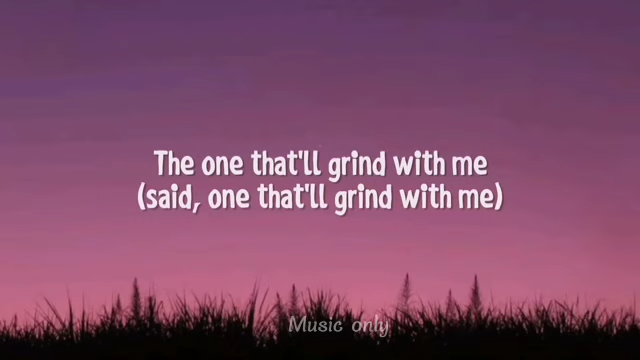 The one that'll grind with me
(said, one that'll grind with me)
Music only